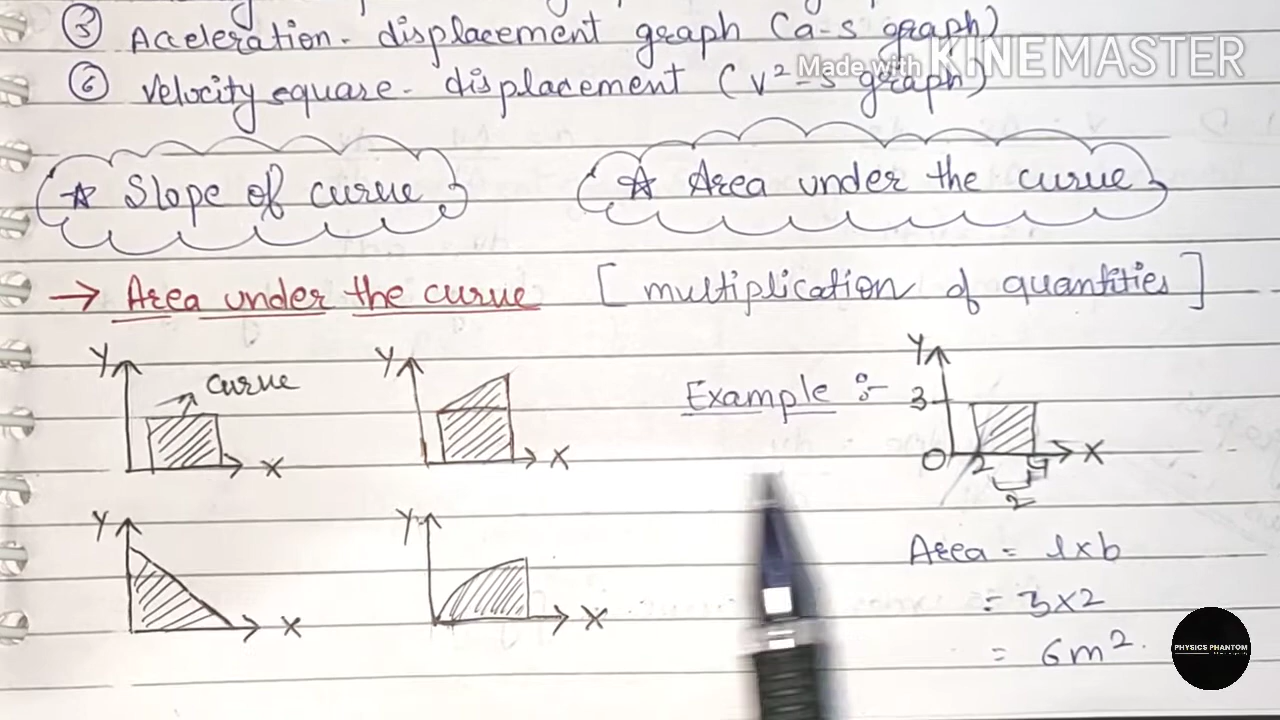 ⑤ Acceleration - displacement graph (a-s graph)
Made with KINEMASTER
⑥ Velocity square - displacement (v² - s graph)
☆ Slope of curve
☆ Area under the curve
→ Area under the curve [multiplication of quantities]
Y curve X
Y X
Example :-
Y 3 O 2 4 X
2
Y X
Y X
Area = l x b
= 3 x 2
= 6m².
PHYSICS PHANTOM